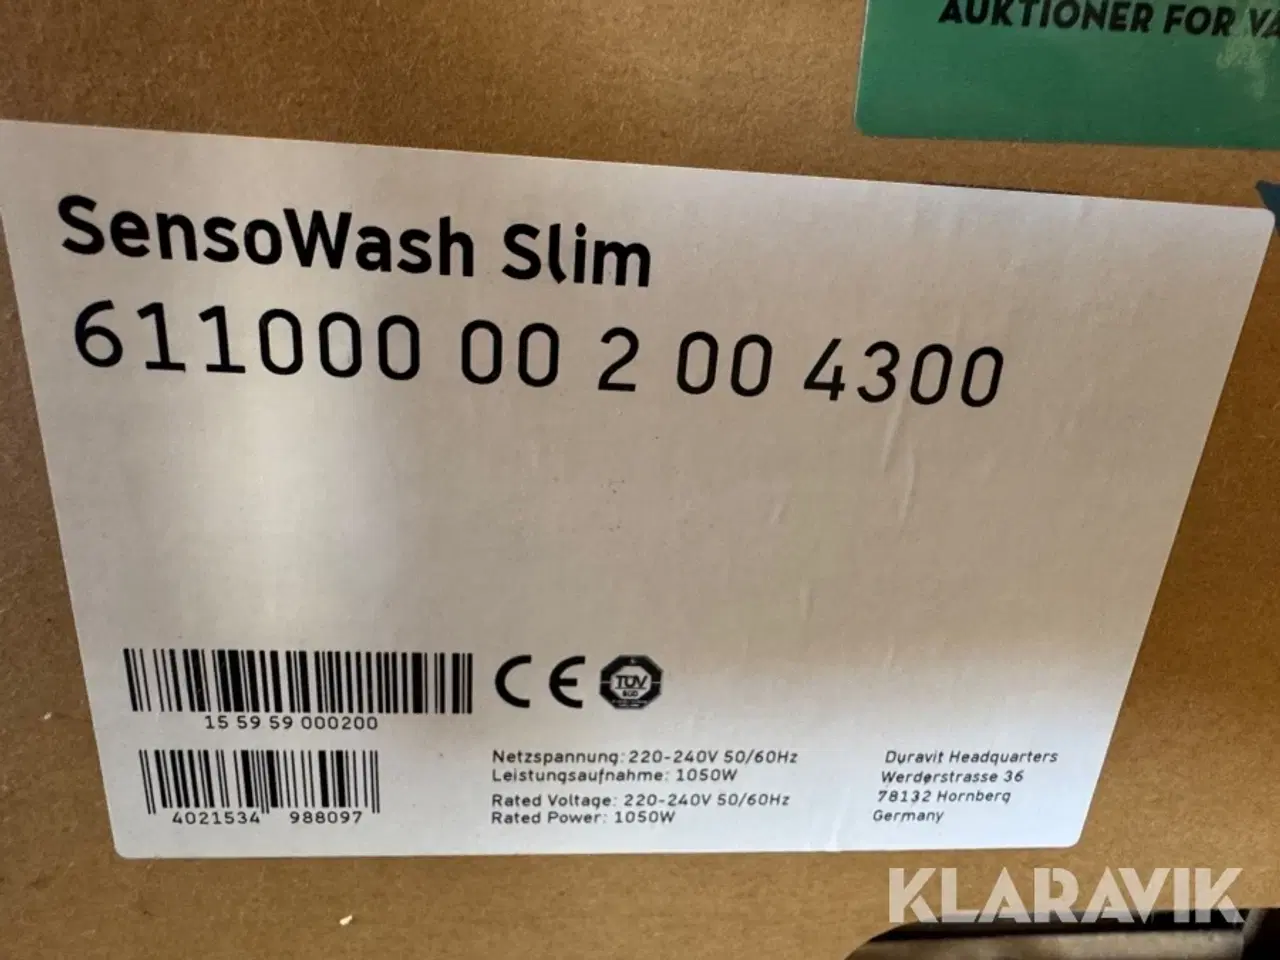 AUKTIONER FOR
SensoWash Slim
611000 00 2 00 4300
15 59 59 000200
CE
TÜV
SÜD
4021534 988097
Netzspannung: 220-240V 50/60Hz
Leistungsaufnahme: 1050W
Rated Voltage: 220-240V 50/60Hz
Rated Power: 1050W
Duravit Headquarters
Werderstrasse 36
78132 Hornberg
Germany
KLARAVIK